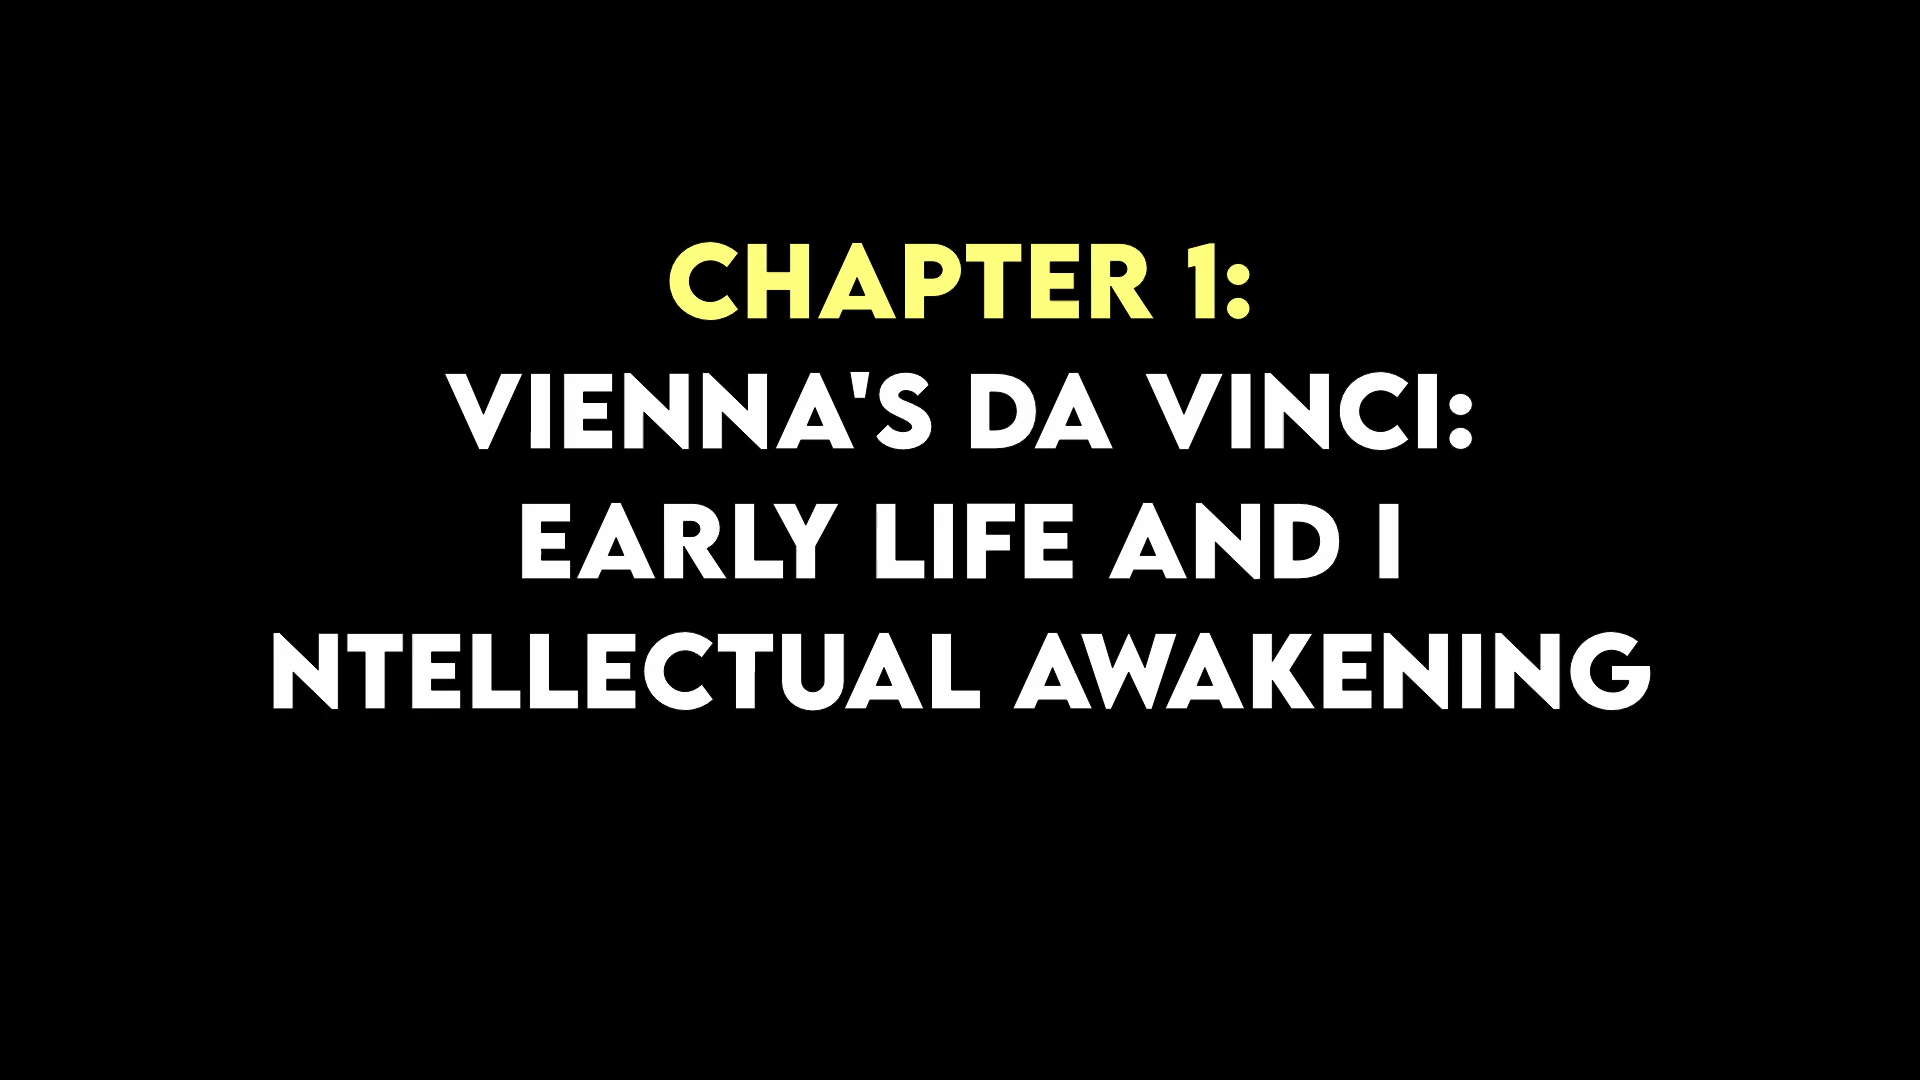 CHAPTER 1:
VIENNA'S DA VINCI:
EARLY LIFE AND I
NTELLECTUAL AWAKENING